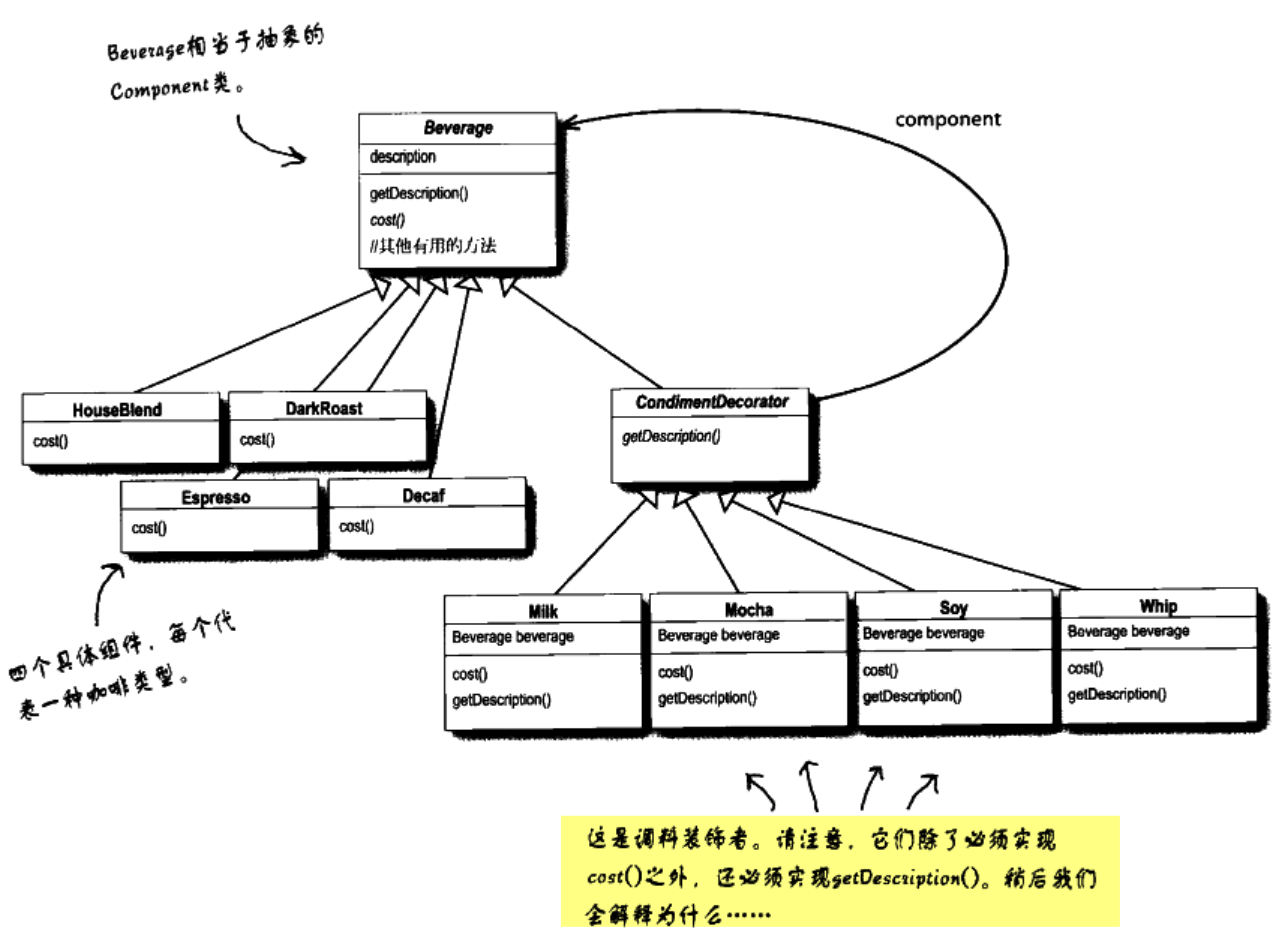 Beverage相当于抽象的
Component类。
component
Beverage
description
getDescription()
cost()
//其他有用的方法
HouseBlend
cost()
DarkRoast
cost()
CondimentDecorator
getDescription()
Espresso
cost()
Decaf
cost()
四个具体组件，每个代
表一种咖啡类型。
Milk
Beverage beverage
cost()
getDescription()
Mocha
Beverage beverage
cost()
getDescription()
Soy
Beverage beverage
cost()
getDescription()
Whip
Beverage beverage
cost()
getDescription()
这是调料装饰者。请注意，它们除了必须实现
cost()之外，还必须实现getDescription()。稍后我们
会解释为什么……